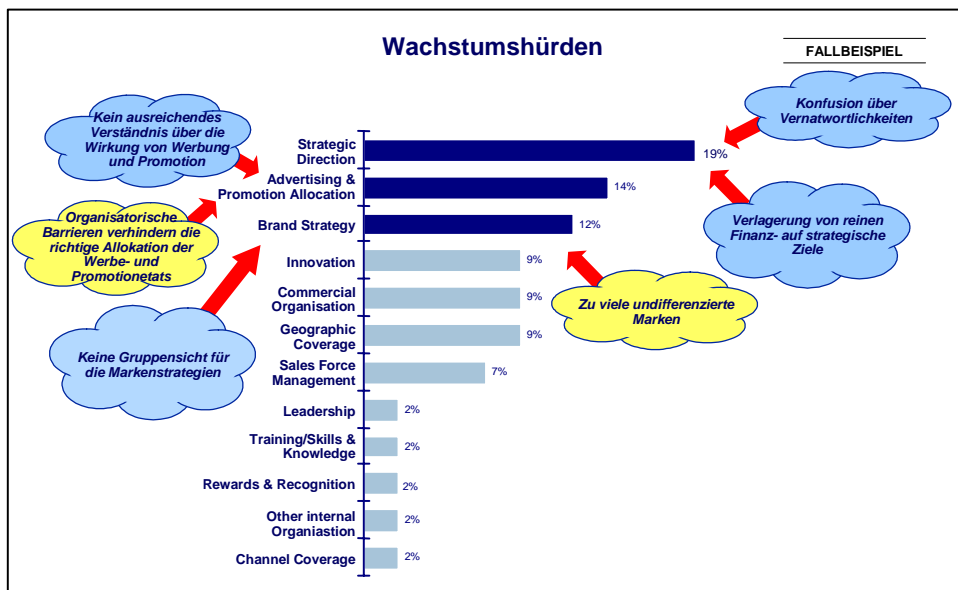 Wachstumshürden
FALLBEISPIEL
Kein ausreichendes
Verständnis über die
Wirkung von Werbung
und Promotion
Organisatorische
Barrieren verhindern die
richtige Allokation der
Werbe- und
Promotionetats
Keine Gruppensicht für
die Markenstrategien
Strategic
Direction
19%
Advertising &
Promotion Allocation
14%
Brand Strategy
12%
Innovation
9%
Commercial
Organisation
9%
Geographic
Coverage
9%
Sales Force
Management
7%
Leadership
2%
Training/Skills &
Knowledge
2%
Rewards & Recognition
2%
Other internal
Organiastion
2%
Channel Coverage
2%
Konfusion über
Vernatwortlichkeiten
Verlagerung von reinen
Finanz- auf strategische
Ziele
Zu viele undifferenzierte
Marken